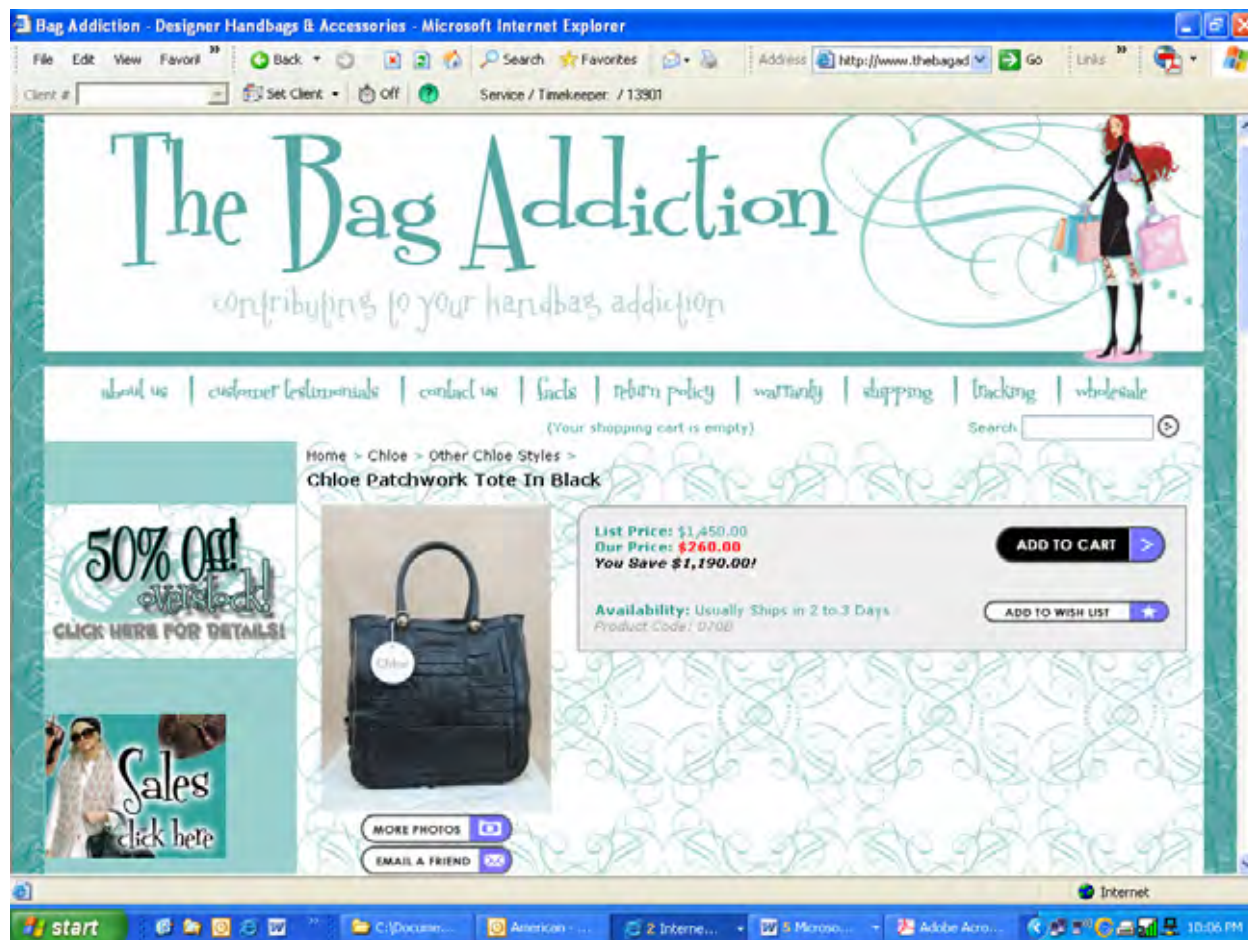 Bag Addiction - Designer Handbags & Accessories - Microsoft Internet Explorer
File Edit View Favorit » Back Search Favorites Address http://www.thebagad Go Links »
Client # Set Client Off Service / Timekeeper: / 13901
The Bag Addiction
contributing to your handbag addiction
about us | customer testimonials | contact us | facts | return policy | warranty | shipping | tracking | wholesale
(Your shopping cart is empty) Search
Home > Chloe > Other Chloe Styles >
Chloe Patchwork Tote In Black
50% Off!
overstock!
CLICK HERE FOR DETAILS!
Chloé
List Price: $1,450.00
Our Price: $260.00
You Save $1,190.00!
ADD TO CART >
Availability: Usually Ships in 2 to 3 Days
Product Code: 070B
ADD TO WISH LIST
Sales
click here
MORE PHOTOS
EMAIL A FRIEND
Internet
start » C:\Docume... American - ... 2 Interne... 5 Microso... Adobe Acro... 10:06 PM